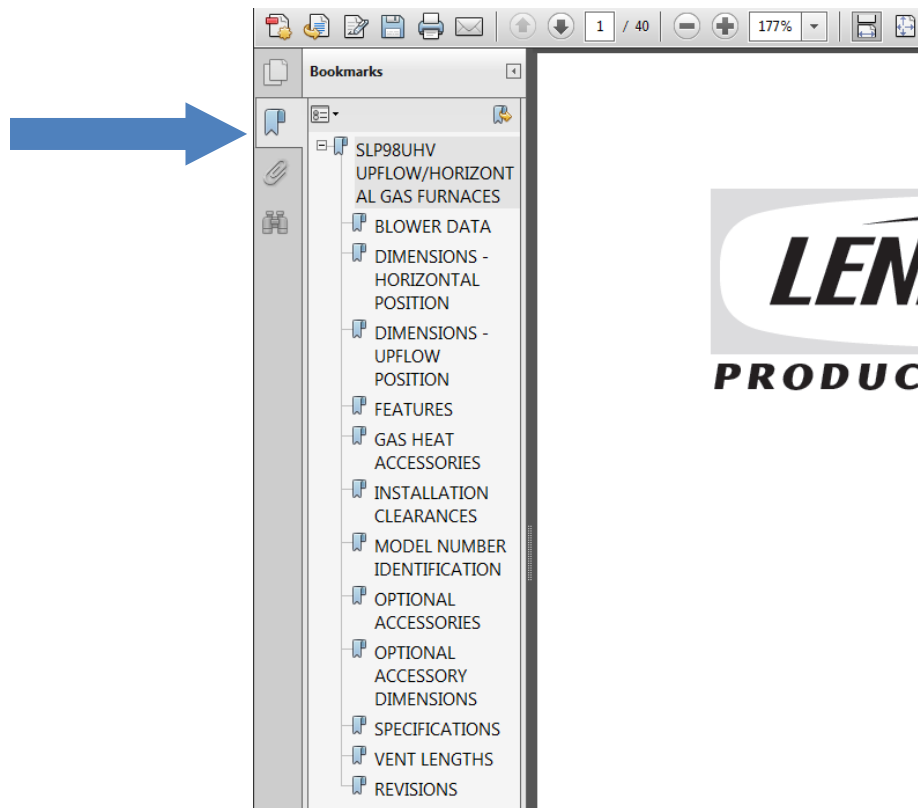 1 / 40 177%
Bookmarks
SLP98UHV
UPFLOW/HORIZONT
AL GAS FURNACES
BLOWER DATA
DIMENSIONS -
HORIZONTAL
POSITION
DIMENSIONS -
UPFLOW
POSITION
FEATURES
GAS HEAT
ACCESSORIES
INSTALLATION
CLEARANCES
MODEL NUMBER
IDENTIFICATION
OPTIONAL
ACCESSORIES
OPTIONAL
ACCESSORY
DIMENSIONS
SPECIFICATIONS
VENT LENGTHS
REVISIONS